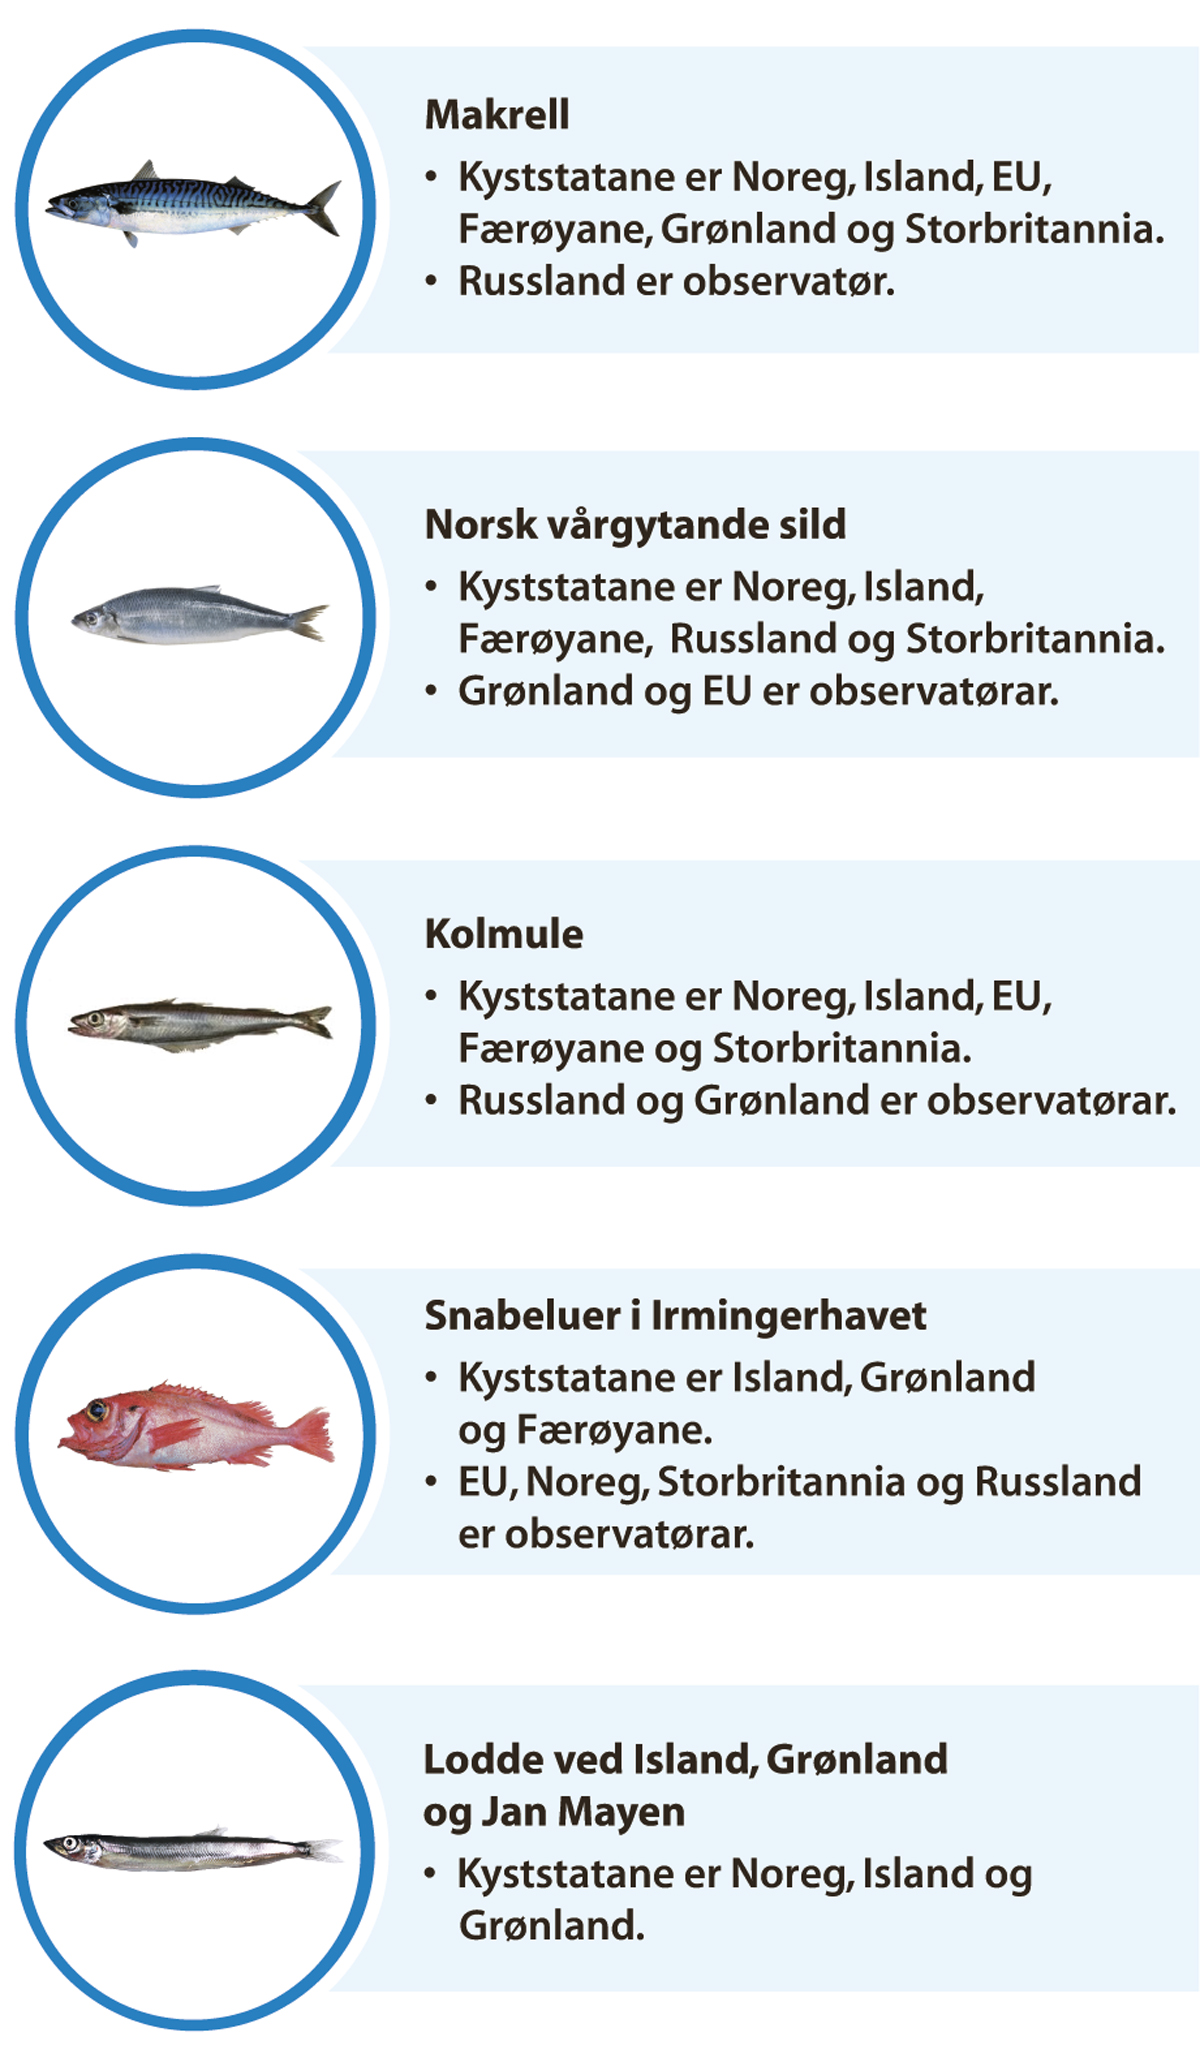 Makrell
• Kyststatane er Noreg, Island, EU,
Færøyane, Grønland og Storbritannia.
• Russland er observatør.
Norsk vårgytande sild
• Kyststatane er Noreg, Island,
Færøyane, Russland og Storbritannia.
• Grønland og EU er observatørar.
Kolmule
• Kyststatane er Noreg, Island, EU,
Færøyane og Storbritannia.
• Russland og Grønland er observatørar.
Snabeluer i Irmingerhavet
• Kyststatane er Island, Grønland
og Færøyane.
• EU, Noreg, Storbritannia og Russland
er observatørar.
Lodde ved Island, Grønland
og Jan Mayen
• Kyststatane er Noreg, Island og
Grønland.